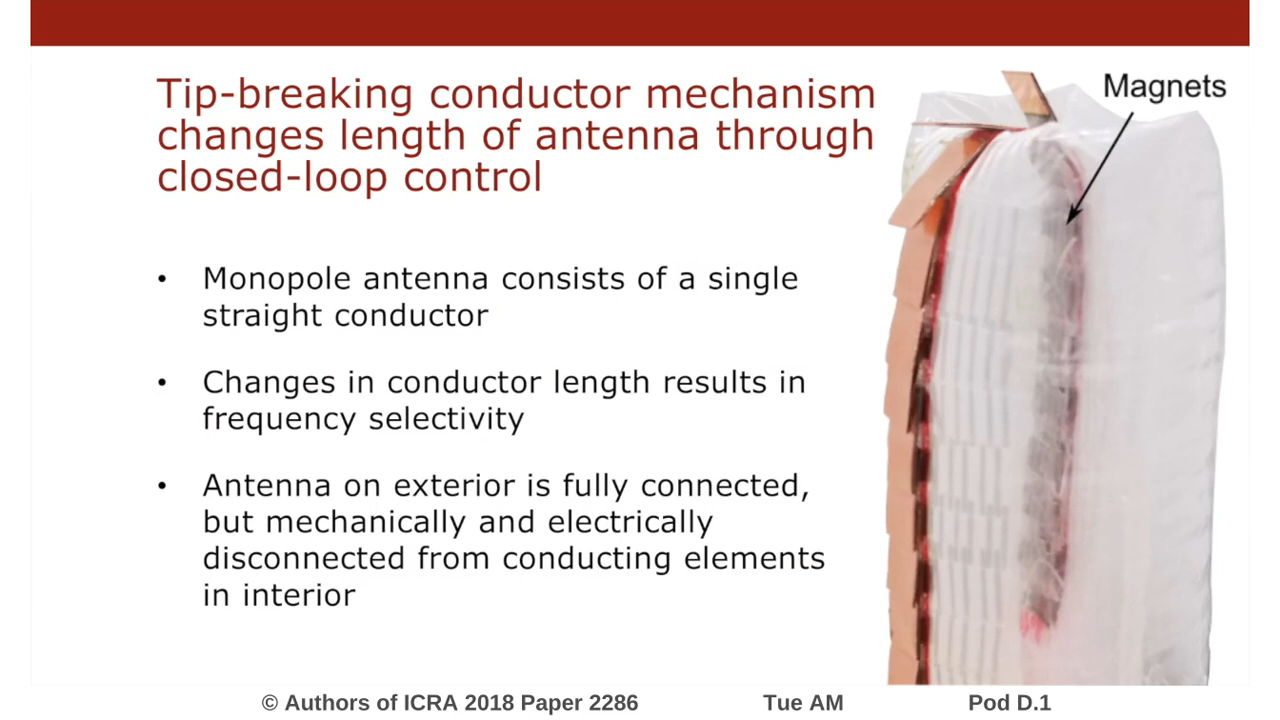 Tip-breaking conductor mechanism
changes length of antenna through
closed-loop control
Magnets
• Monopole antenna consists of a single
straight conductor
• Changes in conductor length results in
frequency selectivity
• Antenna on exterior is fully connected,
but mechanically and electrically
disconnected from conducting elements
in interior
© Authors of ICRA 2018 Paper 2286 Tue AM Pod D.1